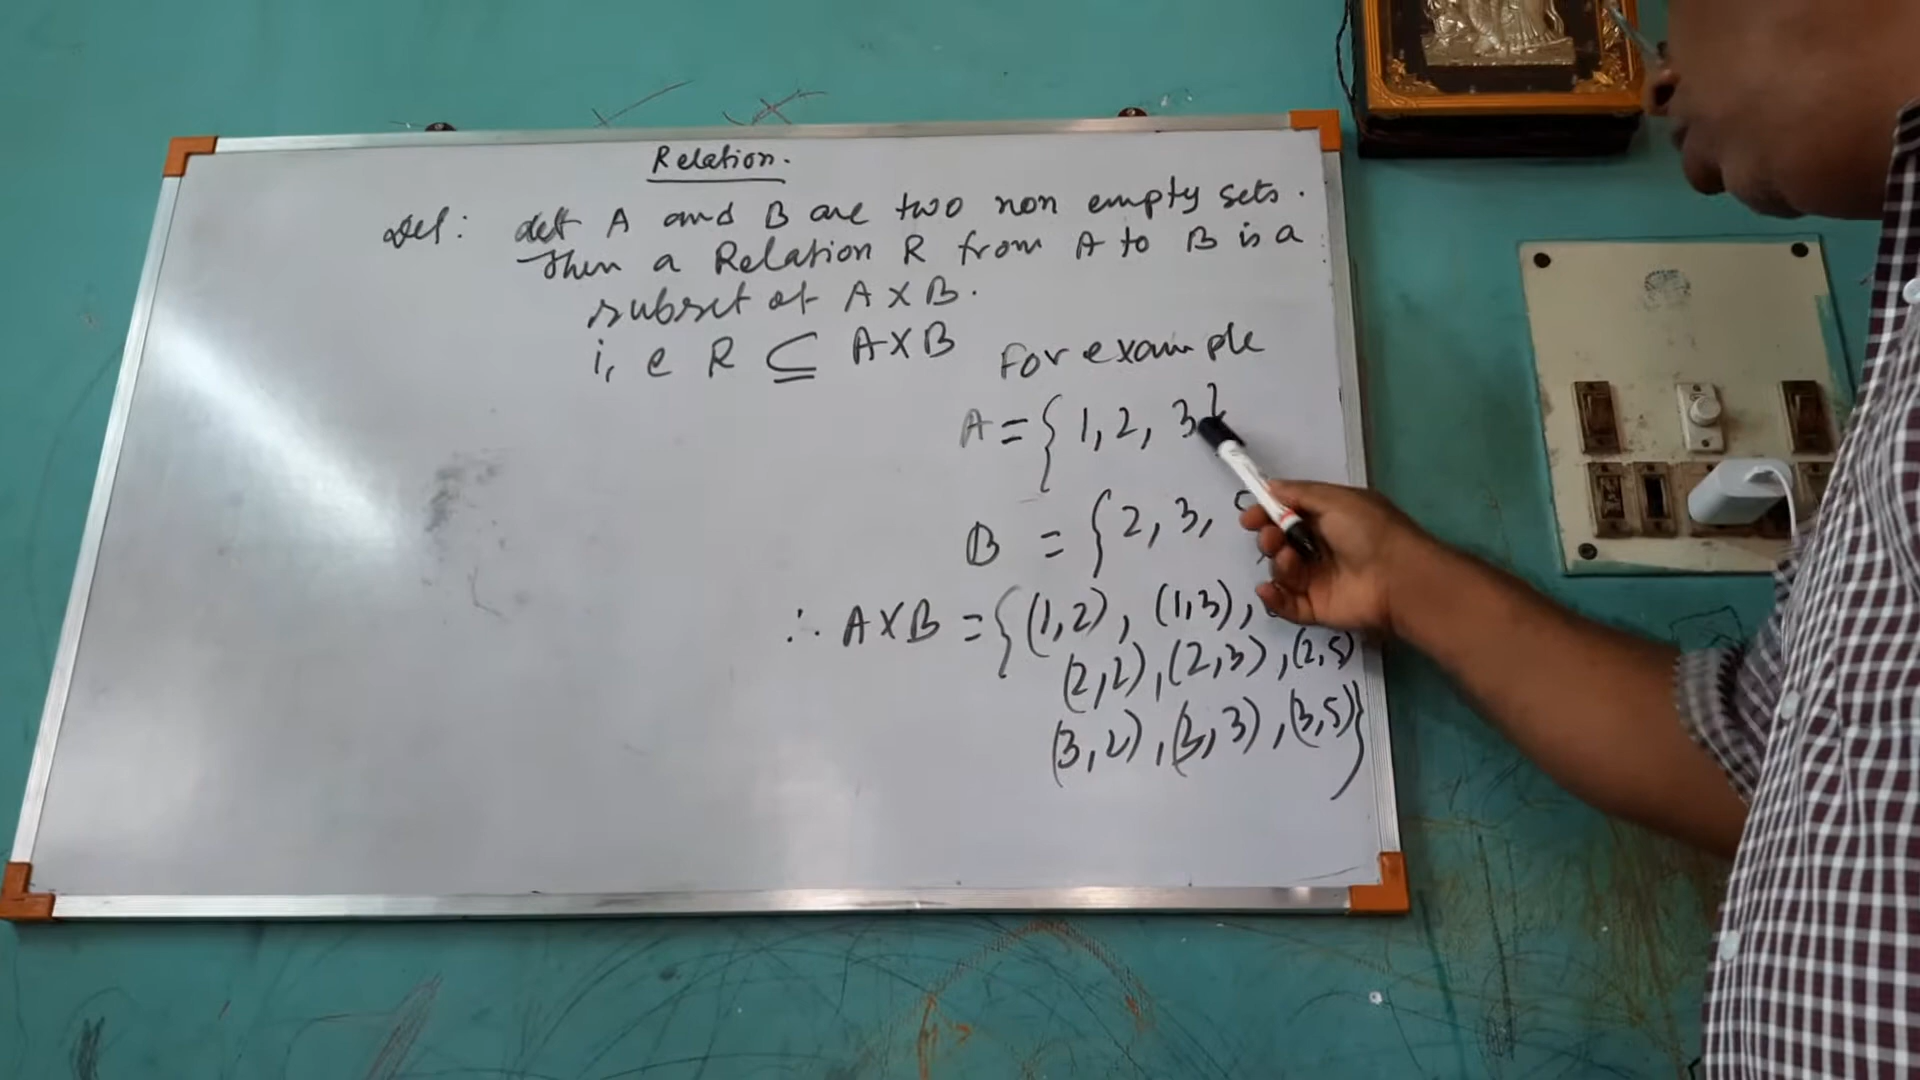 Relation.
Def: Let A and B are two non empty sets.
Then a Relation R from A to B is a
subset of A X B.
i, e R ⊆ A X B
For example
A = { 1, 2, 3 }
B = { 2, 3, 5
∴ A X B = { (1,2), (1,3),
(2,2), (2,3), (2,5)
(3,2), (3,3), (3,5) }